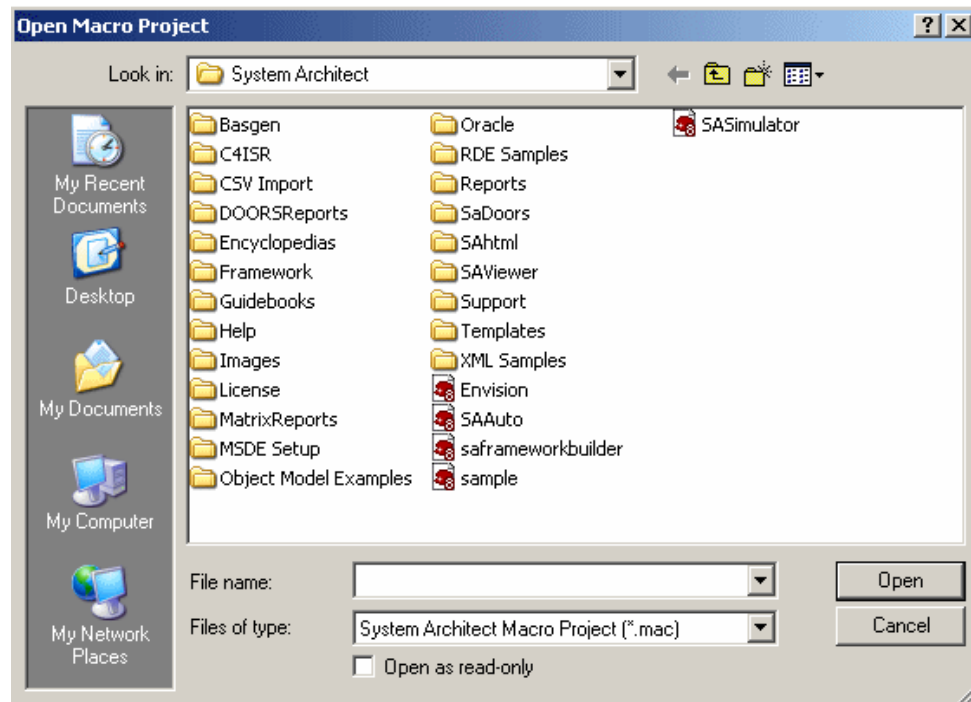 Open Macro Project
Look in: System Architect
My Recent
Documents
Desktop
My Documents
My Computer
My Network
Places
Basgen
C4ISR
CSV Import
DOORSReports
Encyclopedias
Framework
Guidebooks
Help
Images
License
MatrixReports
MSDE Setup
Object Model Examples
Oracle
RDE Samples
Reports
SaDoors
SAhtml
SAViewer
Support
Templates
XML Samples
Envision
SAAuto
saframeworkbuilder
sample
SASimulator
File name:
Open
Files of type: System Architect Macro Project (*.mac)
Cancel
Open as read-only